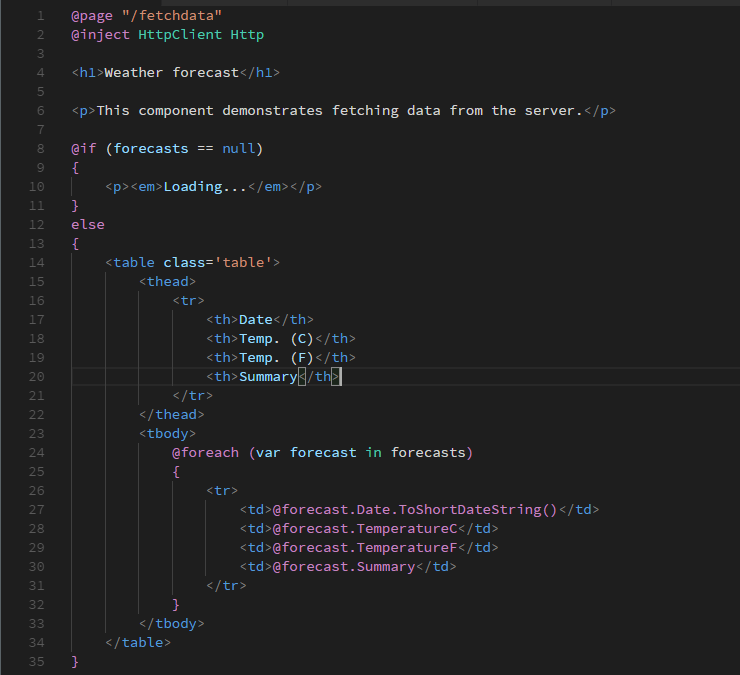 1 @page "/fetchdata"
2 @inject HttpClient Http
3
4 <h1>Weather forecast</h1>
5
6 <p>This component demonstrates fetching data from the server.</p>
7
8 @if (forecasts == null)
9 {
10     <p><em>Loading...</em></p>
11 }
12 else
13 {
14     <table class='table'>
15         <thead>
16             <tr>
17                 <th>Date</th>
18                 <th>Temp. (C)</th>
19                 <th>Temp. (F)</th>
20                 <th>Summary</th>
21             </tr>
22         </thead>
23         <tbody>
24             @foreach (var forecast in forecasts)
25             {
26                 <tr>
27                     <td>@forecast.Date.ToShortDateString()</td>
28                     <td>@forecast.TemperatureC</td>
29                     <td>@forecast.TemperatureF</td>
30                     <td>@forecast.Summary</td>
31                 </tr>
32             }
33         </tbody>
34     </table>
35 }